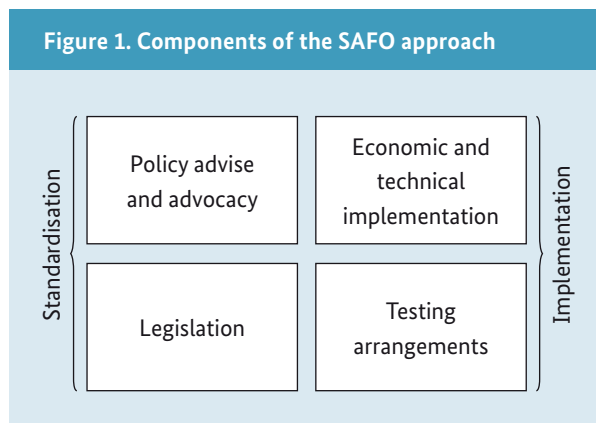 Figure 1. Components of the SAFO approach
Standardisation
Policy advise
and advocacy
Economic and
technical
implementation
Legislation
Testing
arrangements
Implementation